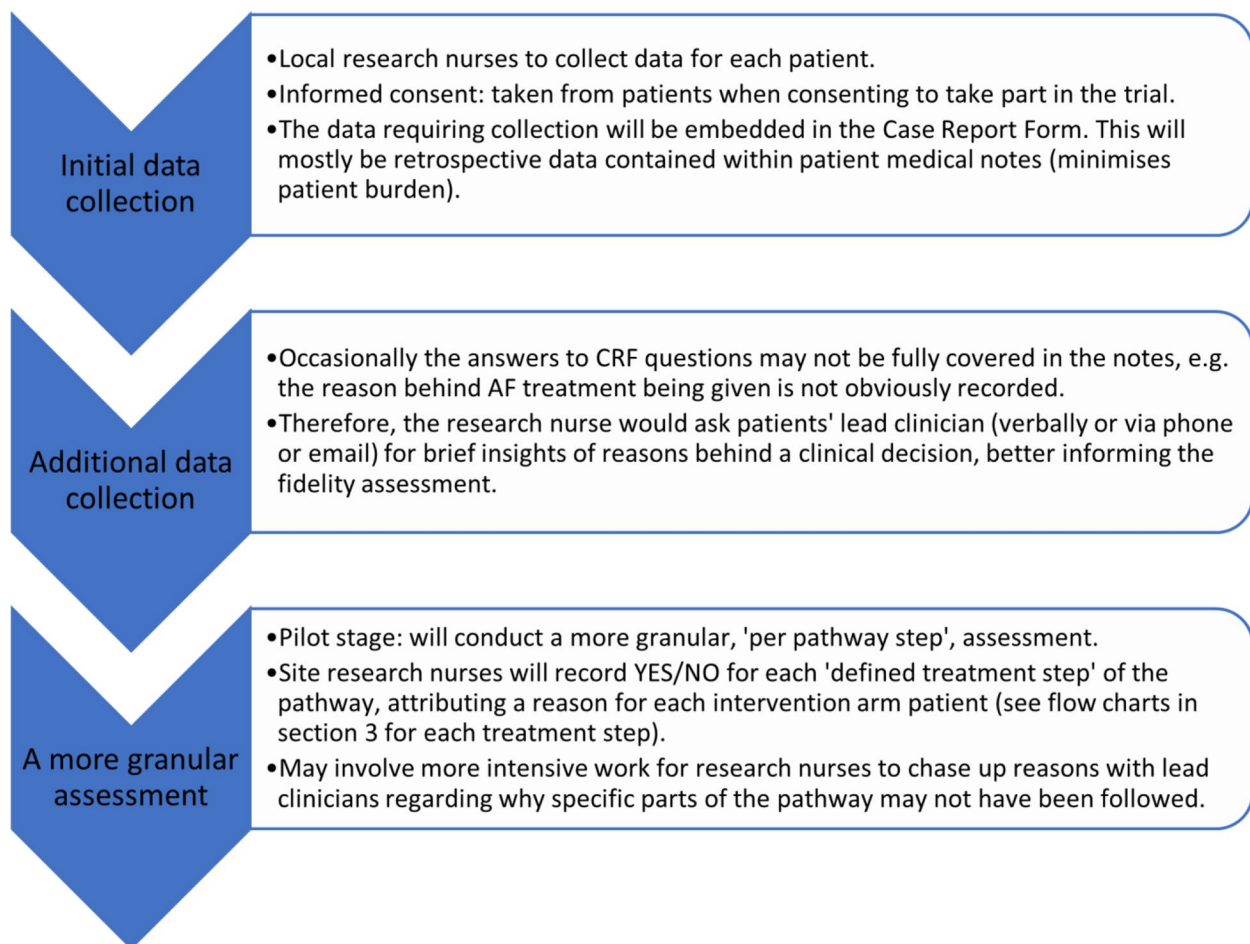 Initial data
collection
•Local research nurses to collect data for each patient.
•Informed consent: taken from patients when consenting to take part in the trial.
•The data requiring collection will be embedded in the Case Report Form. This will
mostly be retrospective data contained within patient medical notes (minimises
patient burden).
Additional data
collection
•Occasionally the answers to CRF questions may not be fully covered in the notes, e.g.
the reason behind AF treatment being given is not obviously recorded.
•Therefore, the research nurse would ask patients' lead clinician (verbally or via phone
or email) for brief insights of reasons behind a clinical decision, better informing the
fidelity assessment.
A more granular
assessment
•Pilot stage: will conduct a more granular, 'per pathway step', assessment.
•Site research nurses will record YES/NO for each 'defined treatment step' of the
pathway, attributing a reason for each intervention arm patient (see flow charts in
section 3 for each treatment step).
•May involve more intensive work for research nurses to chase up reasons with lead
clinicians regarding why specific parts of the pathway may not have been followed.